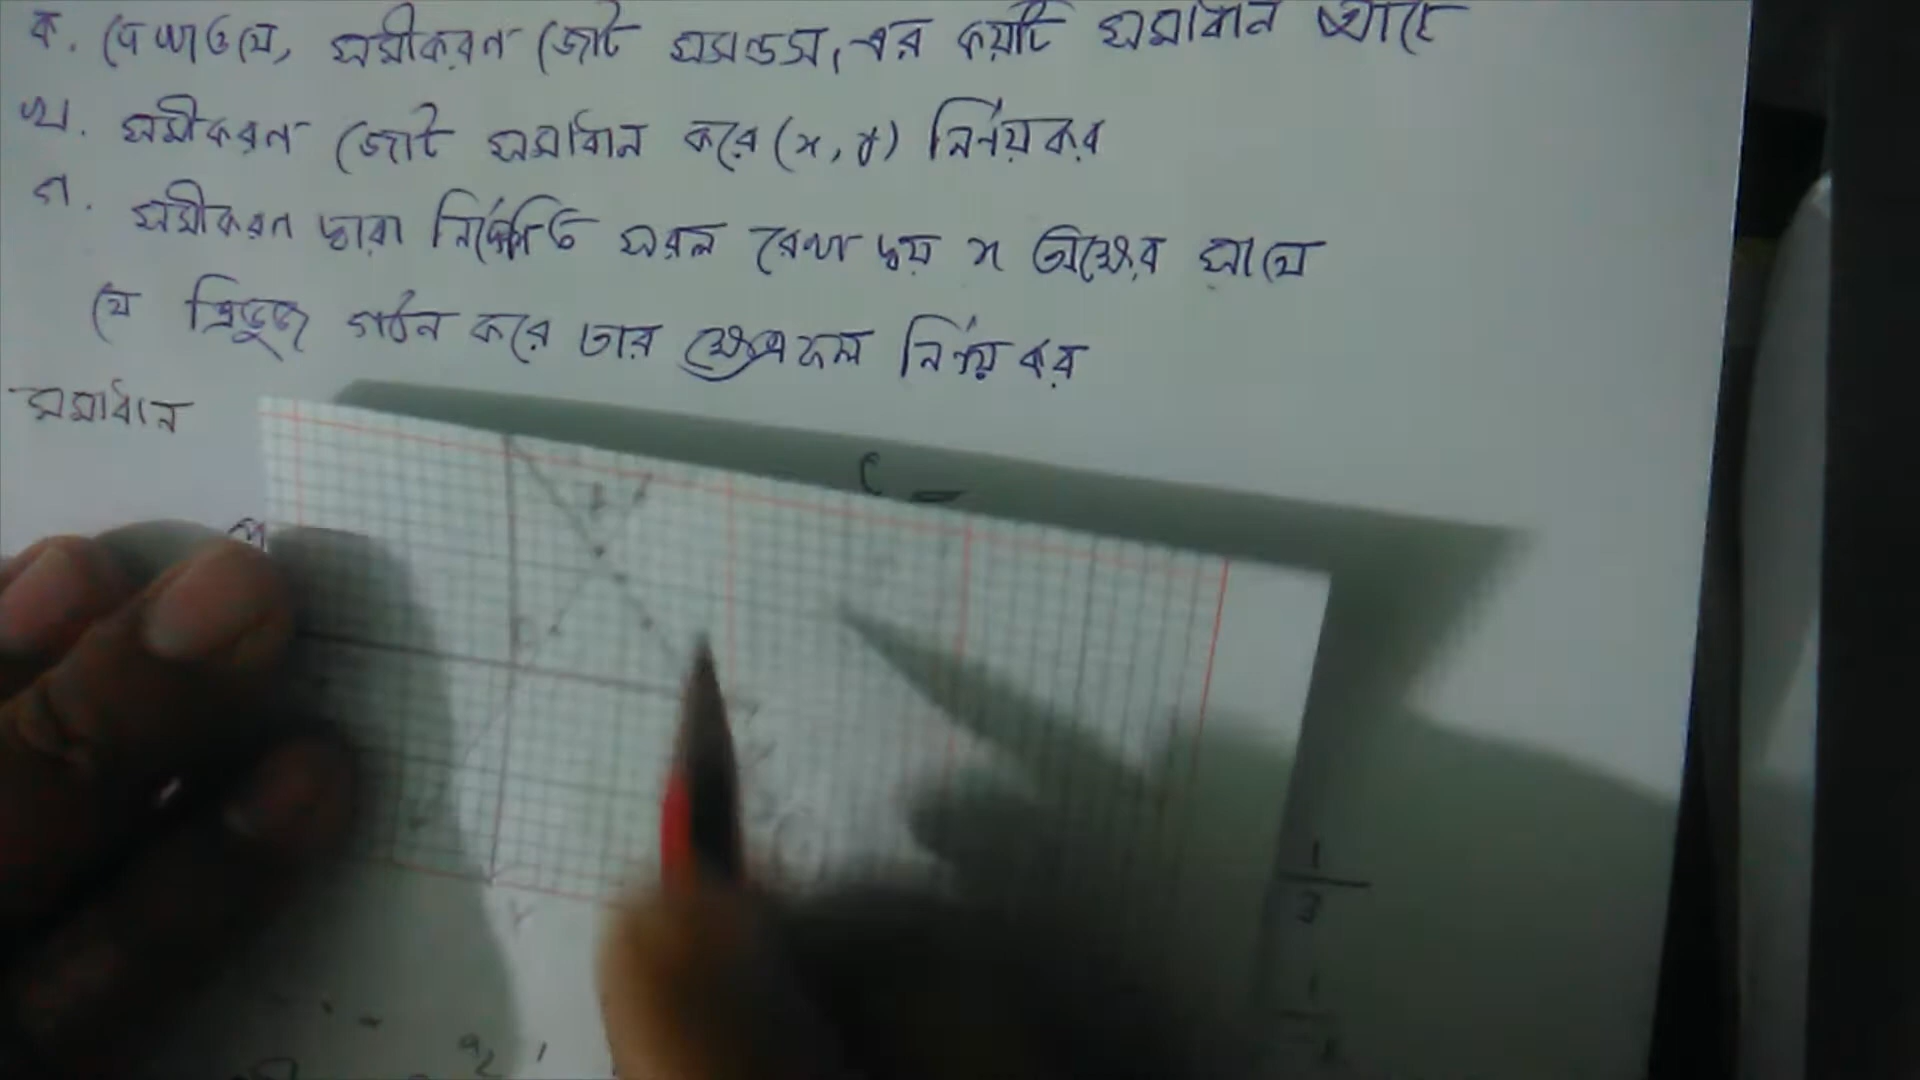 ক. দেখাওযে, সমীকরণ জোট সমঞ্জস, এর কয়টি সমাধান আছে
খ. সমীকরণ জোট সমাধান করে (x, y) নির্ণয় কর
গ. সমীকরণ দ্বারা নির্দেশিত সরল রেখা দ্বয় x অক্ষের সাথে
যে ত্রিভুজ গঠন করে তার ক্ষেত্রফল নির্ণয় কর
সমাধান